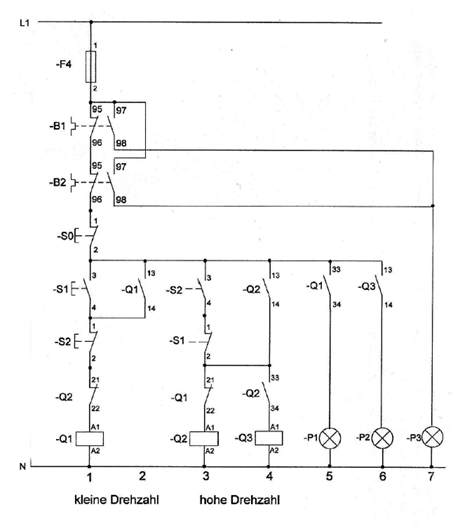 L1
1
-F4
2
95 97
-B1
96 98
95 97
-B2
96 98
1
-S0
2
3 13 3 13 33 13
-S1 -Q1 -S2 -Q2 -Q1 -Q3
4 14 4 14 34 14
1 1
-S2 -S1
2 2
21 21 33
-Q2 -Q1 -Q2
22 22 34
A1 A1 A1
-Q1 -Q2 -Q3 -P1 -P2 -P3
A2 A2 A2
N
1 2 3 4 5 6 7
kleine Drehzahl hohe Drehzahl